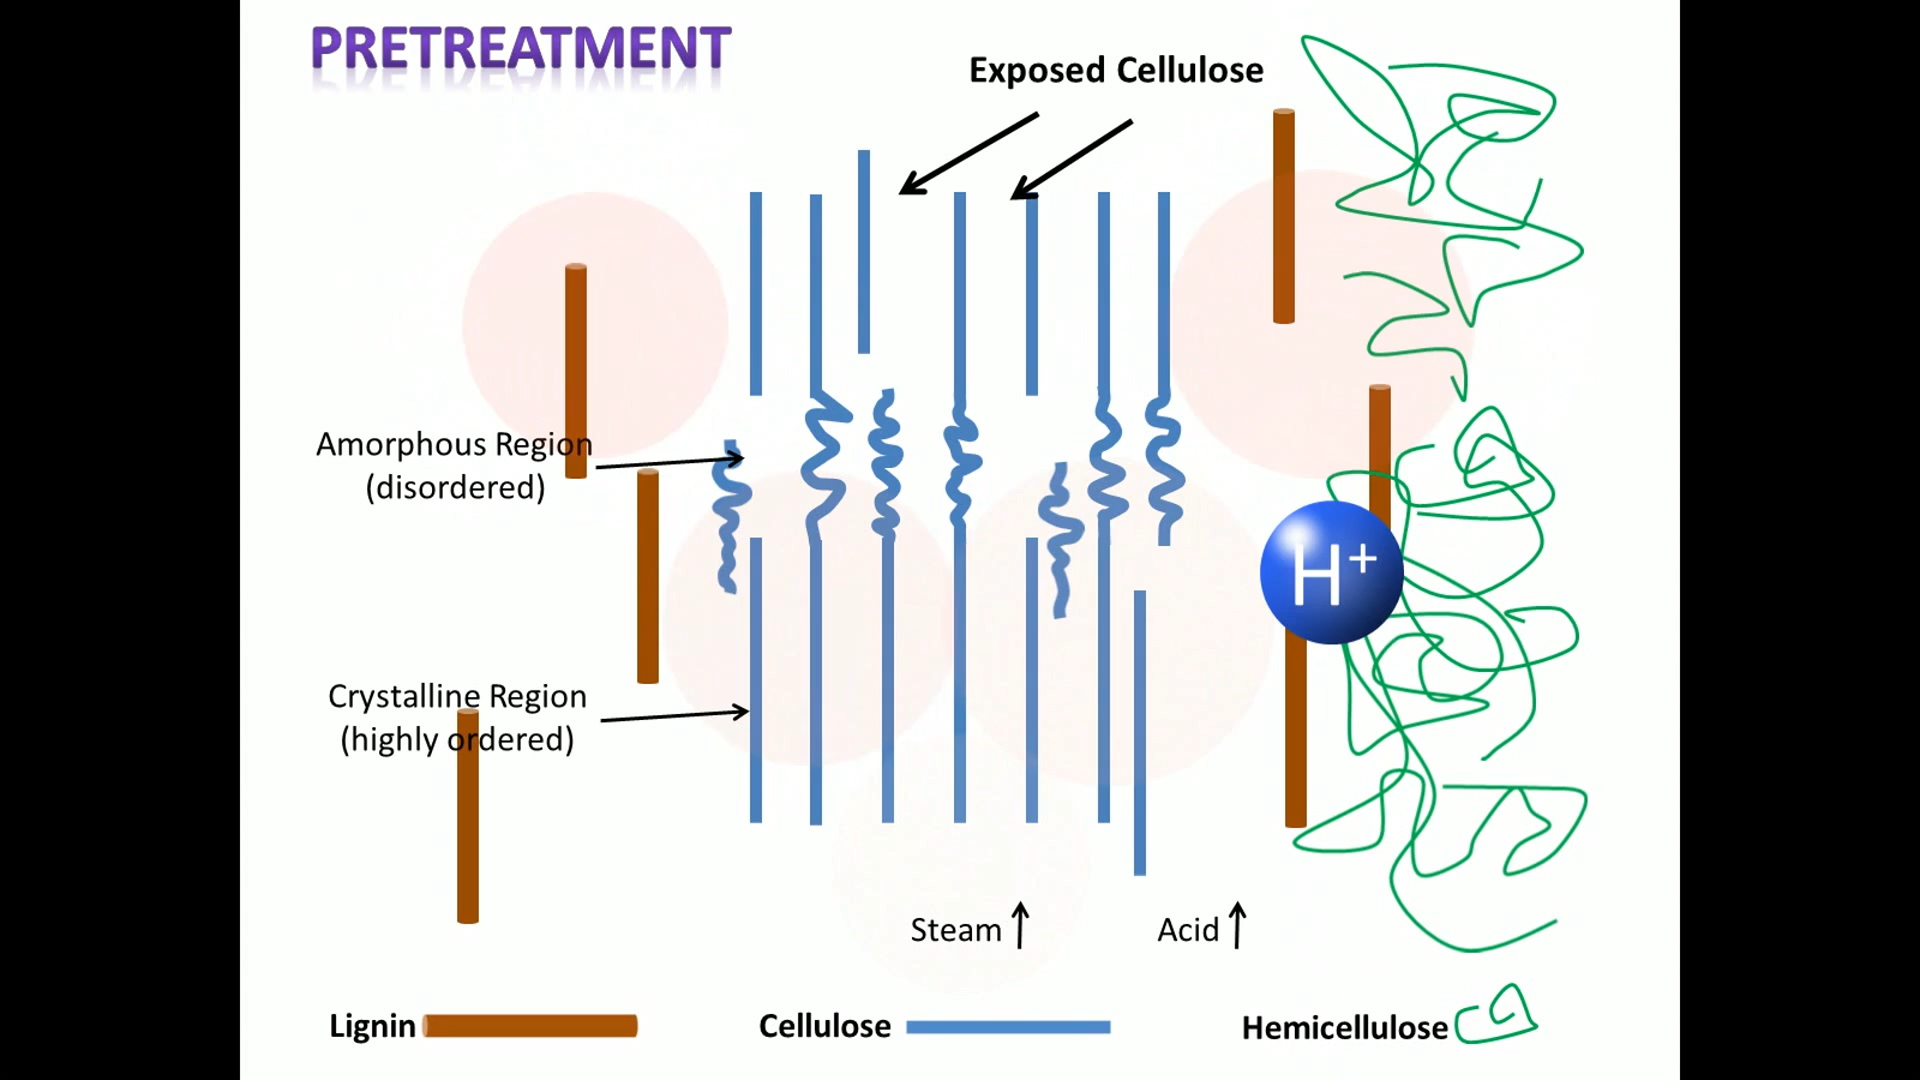 PRETREATMENT
Exposed Cellulose
Amorphous Region
(disordered)
H+
Crystalline Region
(highly ordered)
Steam
Acid
Lignin
Cellulose
Hemicellulose